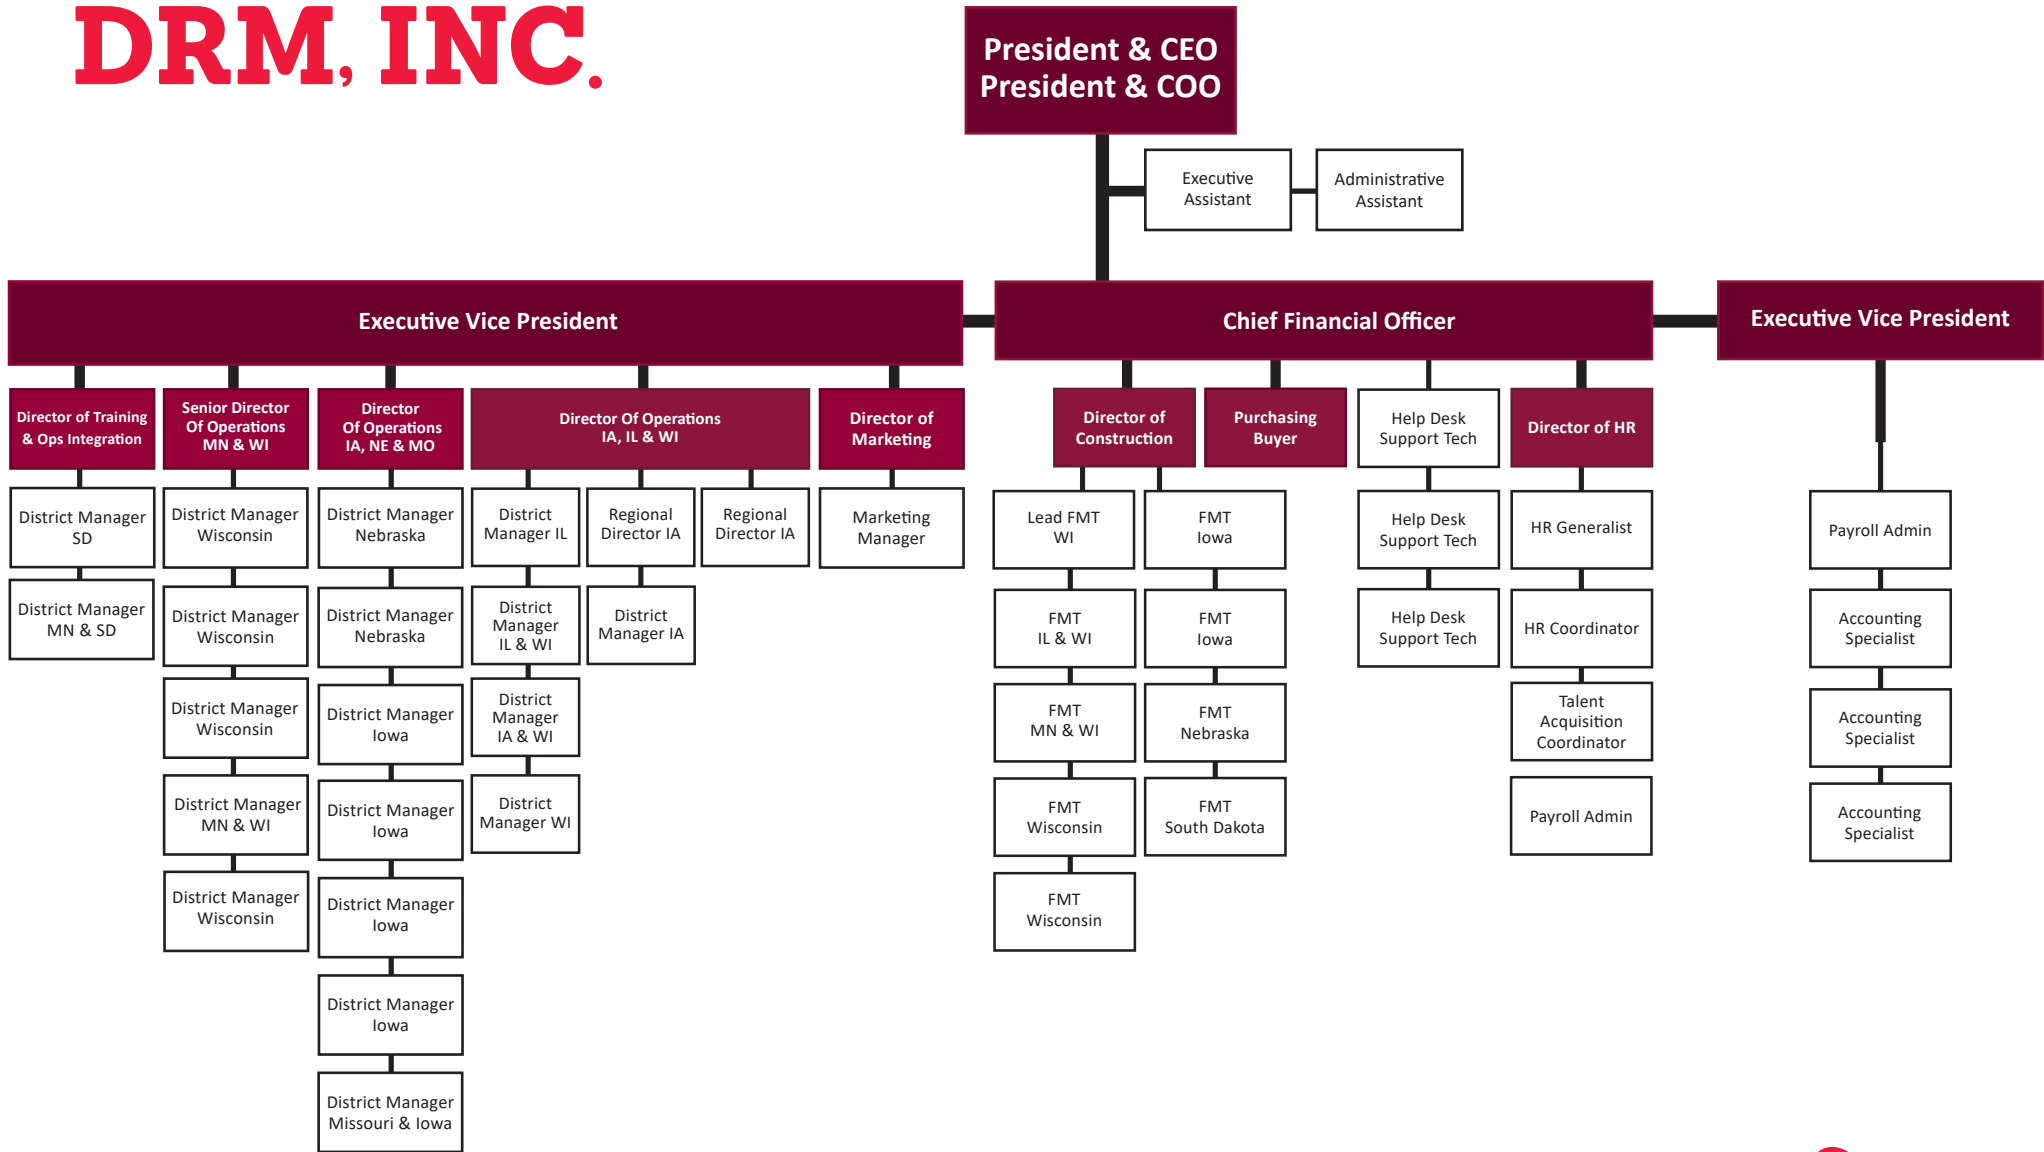 DRM, INC.
President & CEO
President & COO
Executive
Assistant
Administrative
Assistant
Executive Vice President
Chief Financial Officer
Executive Vice President
Director of Training
& Ops Integration
District Manager
SD
District Manager
MN & SD
Senior Director
Of Operations
MN & WI
District Manager
Wisconsin
District Manager
Wisconsin
District Manager
Wisconsin
District Manager
MN & WI
District Manager
Wisconsin
Director
Of Operations
IA, NE & MO
District Manager
Nebraska
District Manager
Nebraska
District Manager
Iowa
District Manager
Iowa
District Manager
Iowa
District Manager
Iowa
District Manager
Missouri & Iowa
Director Of Operations
IA, IL & WI
District
Manager IL
District
Manager
IL & WI
District
Manager
IA & WI
District
Manager WI
Regional
Director IA
District
Manager IA
Regional
Director IA
Director of
Marketing
Marketing
Manager
Director of
Construction
Lead FMT
WI
FMT
IL & WI
FMT
MN & WI
FMT
Wisconsin
FMT
Wisconsin
FMT
Iowa
FMT
Iowa
FMT
Nebraska
FMT
South Dakota
Purchasing
Buyer
Help Desk
Support Tech
Help Desk
Support Tech
Help Desk
Support Tech
Director of HR
HR Generalist
HR Coordinator
Talent
Acquisition
Coordinator
Payroll Admin
Payroll Admin
Accounting
Specialist
Accounting
Specialist
Accounting
Specialist